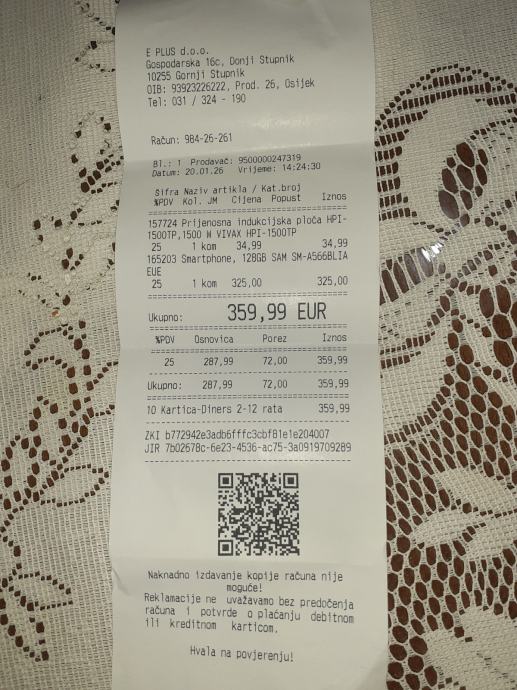 E PLUS d.o.o.
Gospodarska 16c, Donji Stupnik
10255 Gornji Stupnik
OIB: 93923226222, Prod. 26, Osijek
Tel: 031 / 324 - 190
Račun: 984-26-261
Bl.: 1 Prodavač: 9500000247319
Datum: 20.01.26 Vrijeme: 14:24:30
Šifra Naziv artikla / Kat.broj
%PDV Kol. JM Cijena Popust Iznos
157724 Prijenosna indukcijska ploča HPI-
1500TP,1500 W VIVAX HPI-1500TP
25 1 kom 34,99 34,99
165203 Smartphone, 128GB SAM SM-A566BLIA
EUE
25 1 kom 325,00 325,00
Ukupno: 359,99 EUR
%PDV Osnovica Porez Iznos
25 287,99 72,00 359,99
Ukupno: 287,99 72,00 359,99
10 Kartica-Diners 2-12 rata 359,99
ZKI b772942e3adb6fffc3cbf81e1e204007
JIR 7b02678c-6e23-4536-ac75-3a0919709289
Naknadno izdavanje kopije računa nije
moguće!
Reklamacije ne uvažavamo bez predočenja
računa i potvrde o plaćanju debitnom
ili kreditnom karticom.
Hvala na povjerenju!